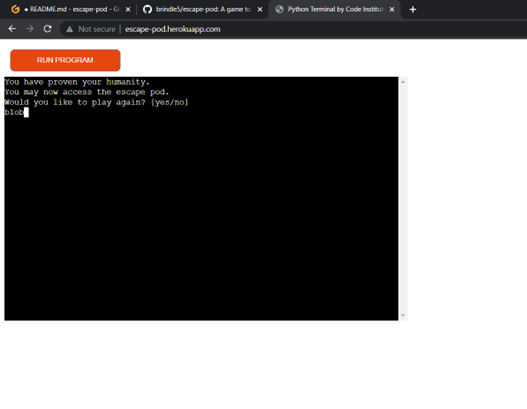 README.md - escape-pod - G
brindle5/escape-pod: A game to
Python Terminal by Code Institut
Not secure | escape-pod.herokuapp.com
RUN PROGRAM
You have proven your humanity.
You may now access the escape pod.
Would you like to play again? [yes/no]
blob